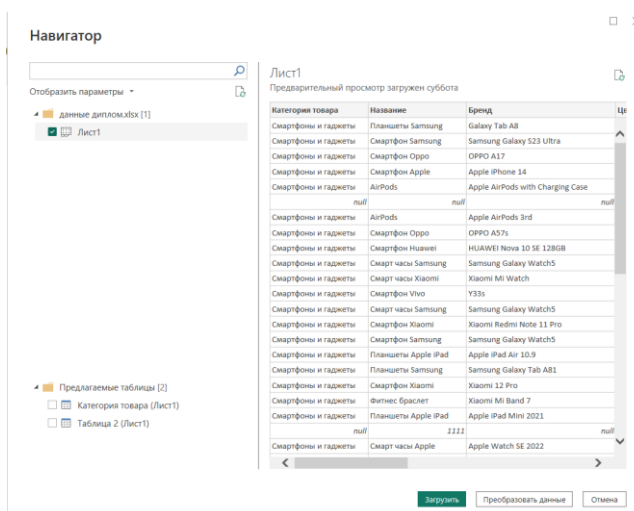 Навигатор
Отобразить параметры
данные диплом.xlsx [1]
Лист1
Предлагаемые таблицы [2]
Категория товара (Лист1)
Таблица 2 (Лист1)
Лист1
Предварительный просмотр загружен суббота
Категория товара Название Бренд Це
Смартфоны и гаджеты Планшеты Samsung Galaxy Tab A8
Смартфоны и гаджеты Смартфон Samsung Samsung Galaxy S23 Ultra
Смартфоны и гаджеты Смартфон Oppo OPPO A17
Смартфоны и гаджеты Смартфон Apple Apple iPhone 14
Смартфоны и гаджеты AirPods Apple AirPods with Charging Case
null null null
Смартфоны и гаджеты AirPods Apple AirPods 3rd
Смартфоны и гаджеты Смартфон Oppo OPPO A57s
Смартфоны и гаджеты Смартфон Huawei HUAWEI Nova 10 SE 128GB
Смартфоны и гаджеты Смарт часы Samsung Samsung Galaxy Watch5
Смартфоны и гаджеты Смарт часы Xiaomi Xiaomi Mi Watch
Смартфоны и гаджеты Смартфон Vivo Y33s
Смартфоны и гаджеты Смарт часы Samsung Samsung Galaxy Watch5
Смартфоны и гаджеты Смартфон Xiaomi Xiaomi Redmi Note 11 Pro
Смартфоны и гаджеты Смартфон Samsung Samsung Galaxy Watch5
Смартфоны и гаджеты Планшеты Apple iPad Apple iPad Air 10.9
Смартфоны и гаджеты Планшеты Samsung Samsung Galaxy Tab A81
Смартфоны и гаджеты Смартфон Xiaomi Xiaomi 12 Pro
Смартфоны и гаджеты Фитнес браслет Xiaomi Mi Band 7
Смартфоны и гаджеты Планшеты Apple iPad Apple iPad Mini 2021
null 1111 null
Смартфоны и гаджеты Смарт часы Apple Apple Watch SE 2022
Загрузить Преобразовать данные Отмена